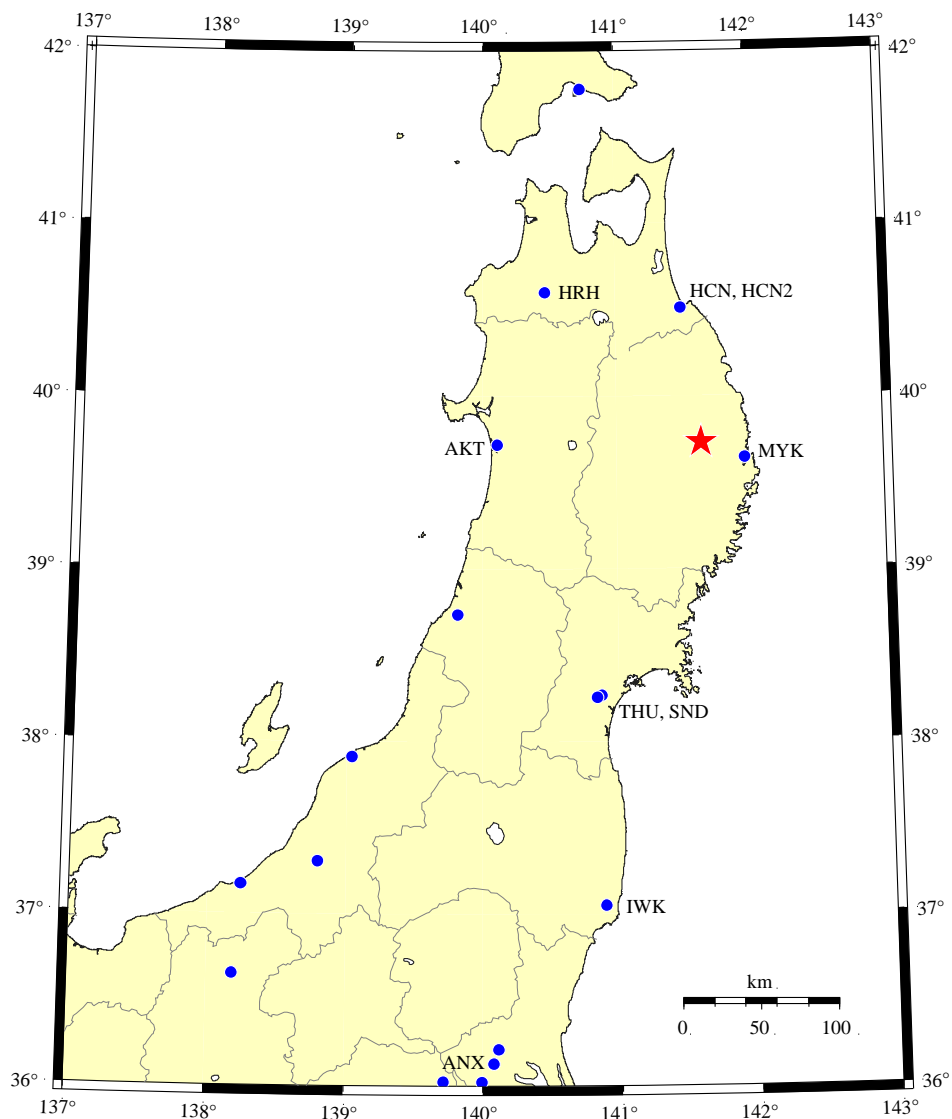 137° 138° 139° 140° 141° 142° 143°
42° 42°
41° 41°
HRH HCN, HCN2
40° 40°
AKT MYK
39° 39°
THU, SND
38° 38°
37° IWK 37°
km
0. 50. 100.
ANX
36° 36°
137° 138° 139° 140° 141° 142° 143°